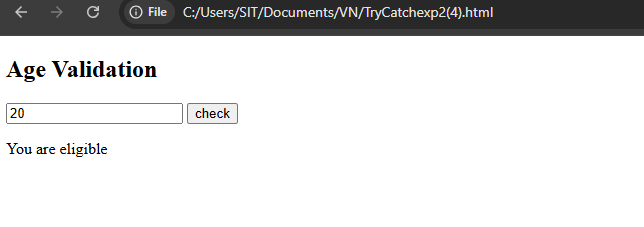 File C:/Users/SIT/Documents/VN/TryCatchexp2(4).html
Age Validation
20 check
You are eligible